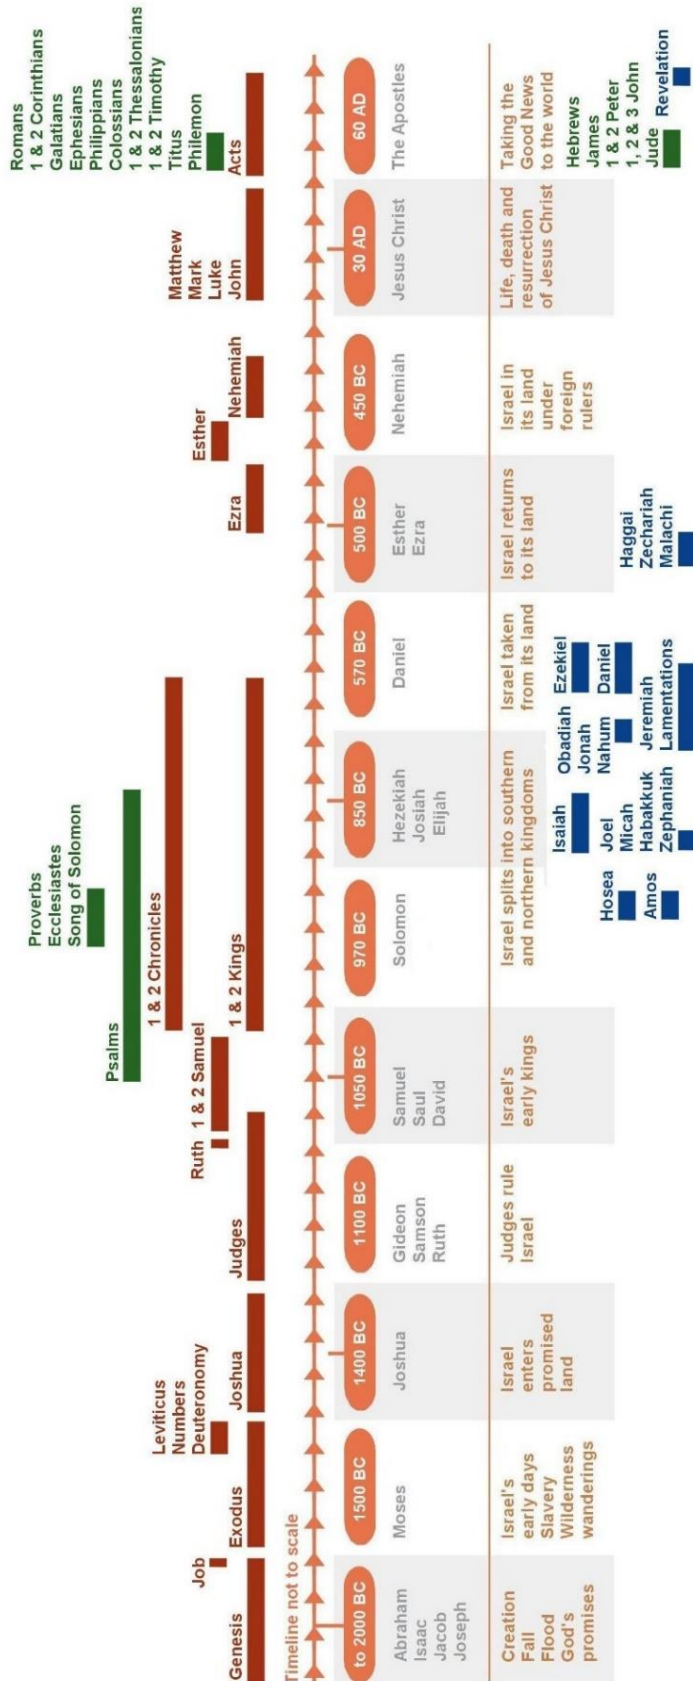 Proverbs
Ecclesiastes
Song of Solomon
Psalms
1 & 2 Chronicles
Romans
1 & 2 Corinthians
Galatians
Ephesians
Philippians
Colossians
1 & 2 Thessalonians
1 & 2 Timothy
Titus
Philemon
Leviticus
Numbers
Deuteronomy
Job
Ruth
1 & 2 Samuel
Esther
Matthew
Mark
Luke
John
Genesis
Exodus
Joshua
Judges
1 & 2 Kings
Ezra
Nehemiah
Acts
Timeline not to scale
to 2000 BC
1500 BC
1400 BC
1100 BC
1050 BC
970 BC
850 BC
570 BC
500 BC
450 BC
30 AD
60 AD
Abraham
Isaac
Jacob
Joseph
Moses
Joshua
Gideon
Samson
Ruth
Samuel
Saul
David
Solomon
Hezekiah
Josiah
Elijah
Daniel
Esther
Ezra
Nehemiah
Jesus Christ
The Apostles
Creation
Fall
Flood
God's
promises
Israel's
early days
Slavery
Wilderness
wanderings
Israel
enters
promised
land
Judges rule
Israel
Israel's
early kings
Israel splits into southern
and northern kingdoms
Israel taken
from its land
Israel returns
to its land
Israel in
its land
under
foreign
rulers
Life, death and
resurrection
of Jesus Christ
Taking the
Good News
to the world
Hosea
Amos
Isaiah
Joel
Micah
Habakkuk
Zephaniah
Obadiah
Jonah
Nahum
Jeremiah
Lamentations
Ezekiel
Daniel
Haggai
Zechariah
Malachi
Hebrews
James
1 & 2 Peter
1, 2 & 3 John
Jude
Revelation